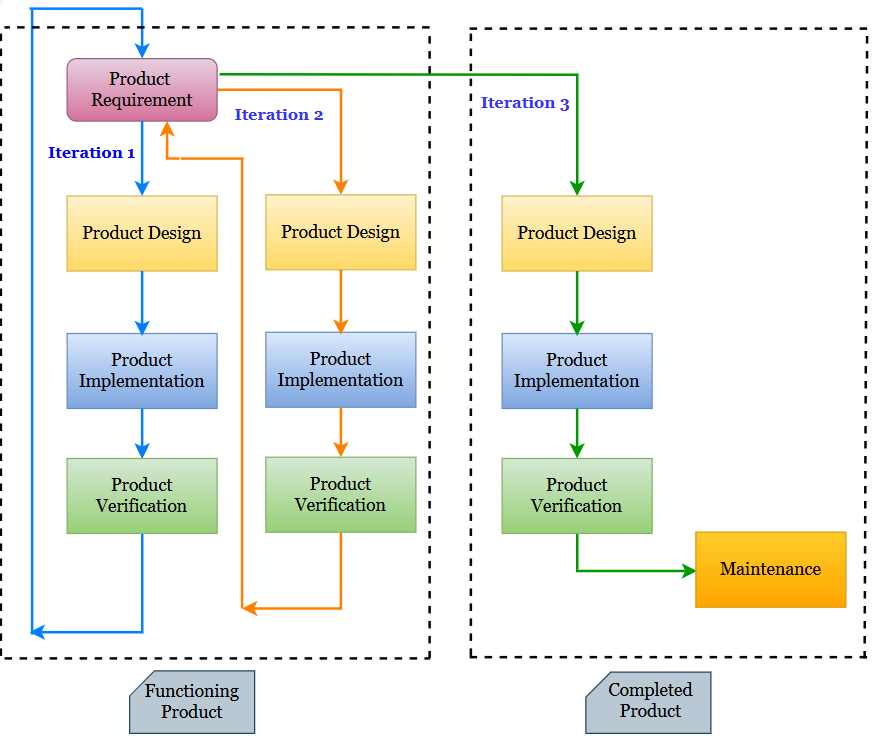 Product
Requirement
Iteration 1
Iteration 2
Iteration 3
Product Design
Product Design
Product Design
Product
Implementation
Product
Implementation
Product
Implementation
Product
Verification
Product
Verification
Product
Verification
Maintenance
Functioning
Product
Completed
Product